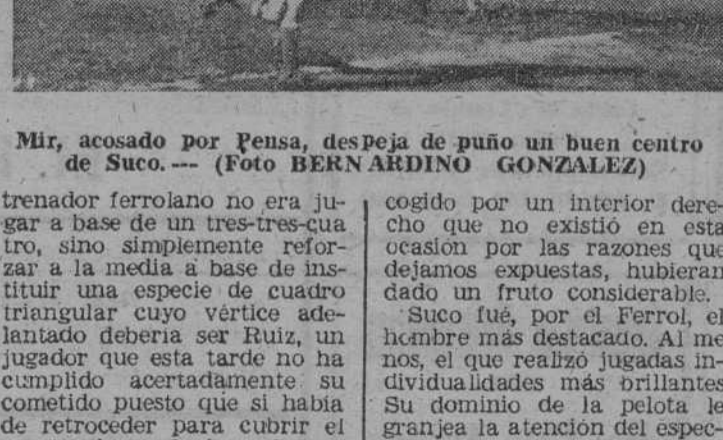 Mir, acosado por Pensa, despeja de puño un buen centro
de Suco. --- (Foto BERNARDINO GONZALEZ)
trenador ferrolano no era ju-
gar a base de un tres-tres-cua
tro, sino simplemente refor-
zar a la media a base de ins-
tituir una especie de cuadro
triangular cuyo vértice ade-
lantado debería ser Ruiz, un
jugador que esta tarde no ha
cumplido acertadamente su
cometido puesto que si había
de retroceder para cubrir el
cogido por un interior dere-
cho que no existió en esta
ocasión por las razones que
dejamos expuestas, hubieran
dado un fruto considerable.
Suco fué, por el Ferrol, el
hombre más destacado. Al me
nos, el que realizó jugadas in-
dividualidades más brillantes
Su dominio de la pelota le
granjea la atención del espec-